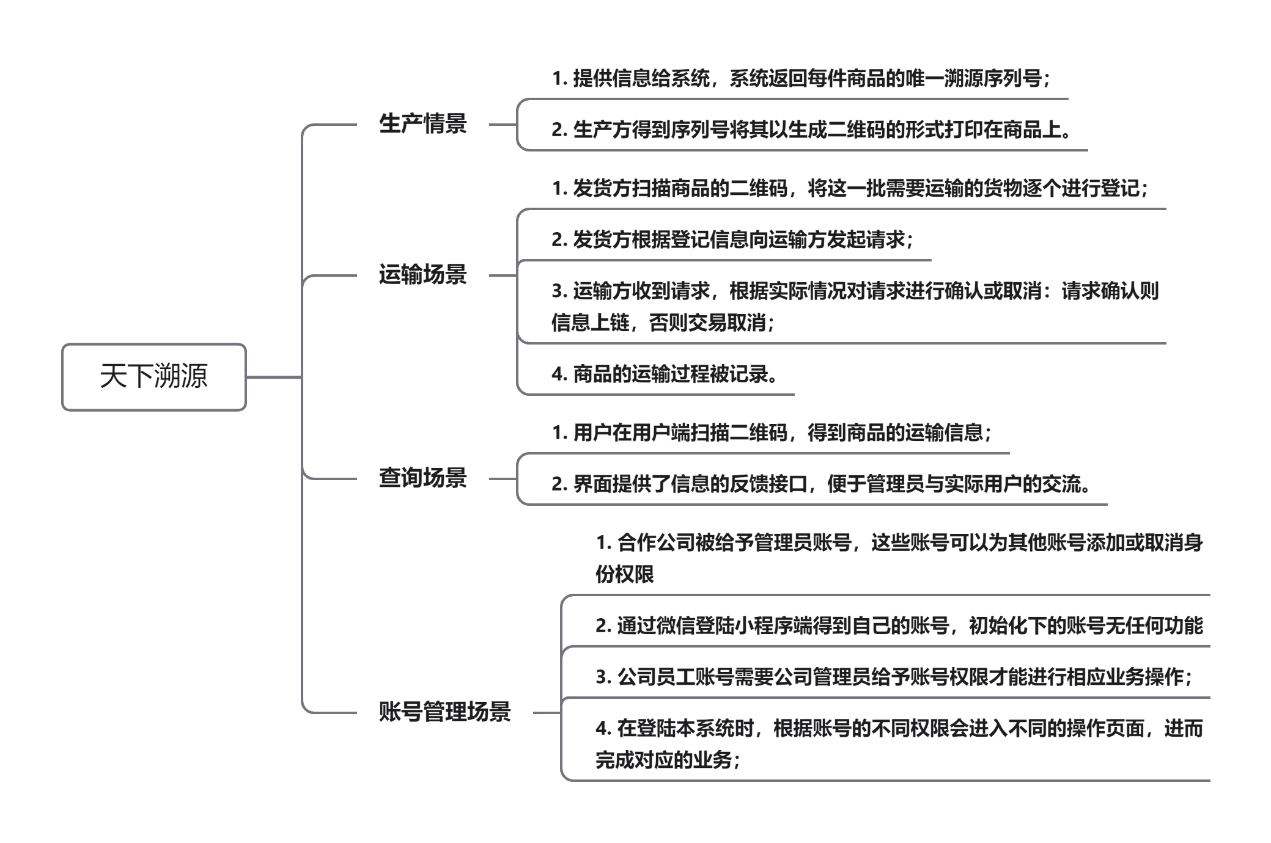 天下溯源
生产情景
1. 提供信息给系统，系统返回每件商品的唯一溯源序列号；
2. 生产方得到序列号将其以生成二维码的形式打印在商品上。
运输场景
1. 发货方扫描商品的二维码，将这一批需要运输的货物逐个进行登记；
2. 发货方根据登记信息向运输方发起请求；
3. 运输方收到请求，根据实际情况对请求进行确认或取消：请求确认则
信息上链，否则交易取消；
4. 商品的运输过程被记录。
查询场景
1. 用户在用户端扫描二维码，得到商品的运输信息；
2. 界面提供了信息的反馈接口，便于管理员与实际用户的交流。
账号管理场景
1. 合作公司被给予管理员账号，这些账号可以为其他账号添加或取消身
份权限
2. 通过微信登陆小程序端得到自己的账号，初始化下的账号无任何功能
3. 公司员工账号需要公司管理员给予账号权限才能进行相应业务操作；
4. 在登陆本系统时，根据账号的不同权限会进入不同的操作页面，进而
完成对应的业务；